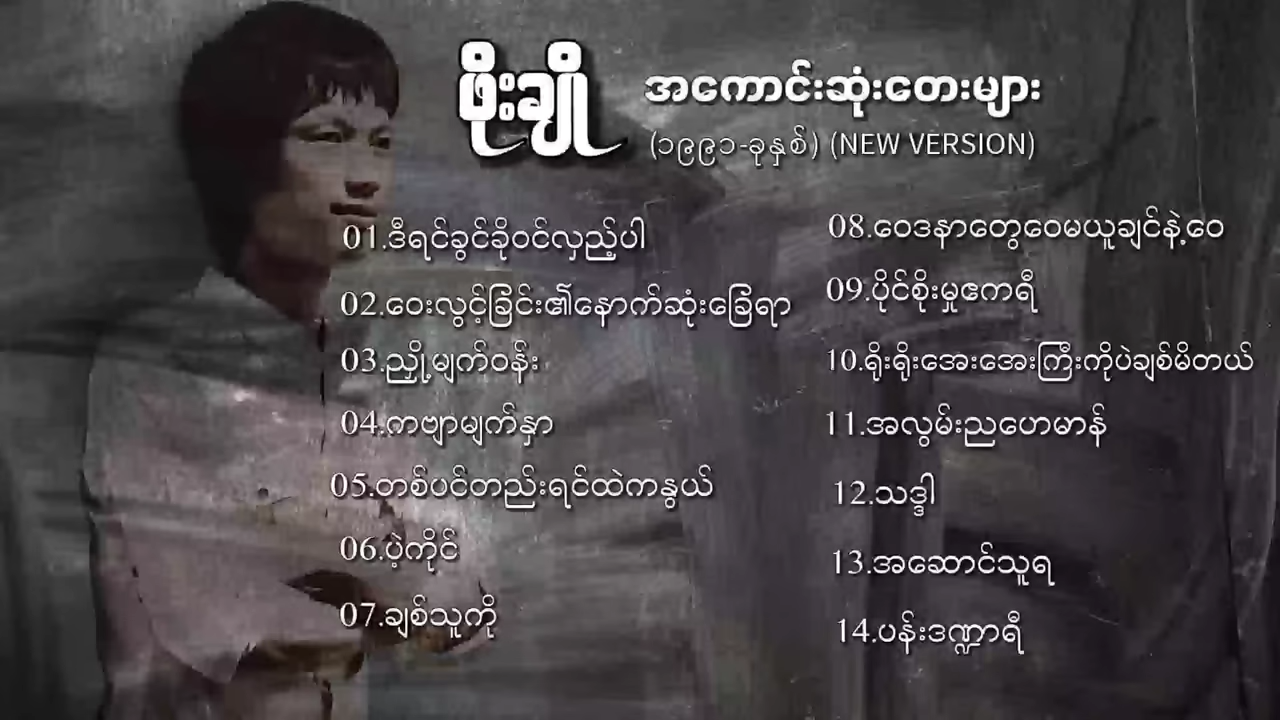 ဖိုးချို
အကောင်းဆုံးတေးများ
(၁၉၉၁-ခုနှစ်) (NEW VERSION)
01.ဒီရင်ခွင်ခိုဝင်လှည့်ပါ
02.ဝေးလွင့်ခြင်း၏နောက်ဆုံးခြေရာ
03.ညှို့မျက်ဝန်း
04.ကဗျာမျက်နှာ
05.တစ်ပင်တည်းရင်ထဲကနွယ်
06.ပဲ့ကိုင်
07.ချစ်သူကို
08.ဝေဒနာတွေဝေမယူချင်နဲ့ဝေ
09.ပိုင်စိုးမှုဧကရီ
10.ရိုးရိုးအေးအေးကြီးကိုပဲချစ်မိတယ်
11.အလွမ်းညဟေမာန်
12.သဒ္ဒါ
13.အဆောင်သူရ
14.ပန်းဒဏ္ဍာရီ